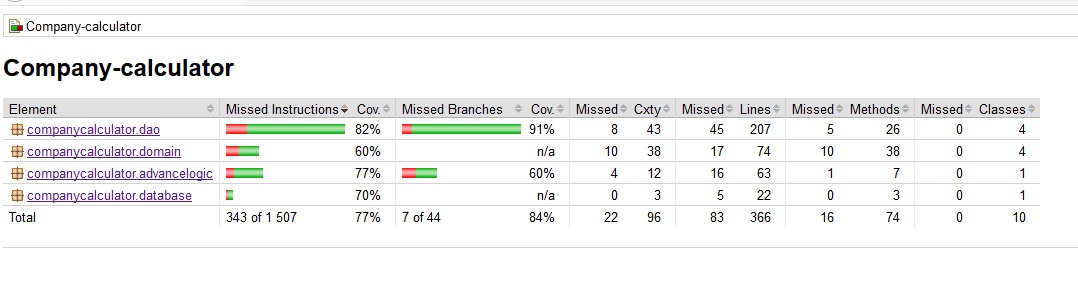 Company-calculator
Company-calculator
Element Missed Instructions Cov. Missed Branches Cov. Missed Cxty Missed Lines Missed Methods Missed Classes
companycalculator.dao 82% 91% 8 43 45 207 5 26 0 4
companycalculator.domain 60% n/a 10 38 17 74 10 38 0 4
companycalculator.advancelogic 77% 60% 4 12 16 63 1 7 0 1
companycalculator.database 70% n/a 0 3 5 22 0 3 0 1
Total 343 of 1 507 77% 7 of 44 84% 22 96 83 366 16 74 0 10